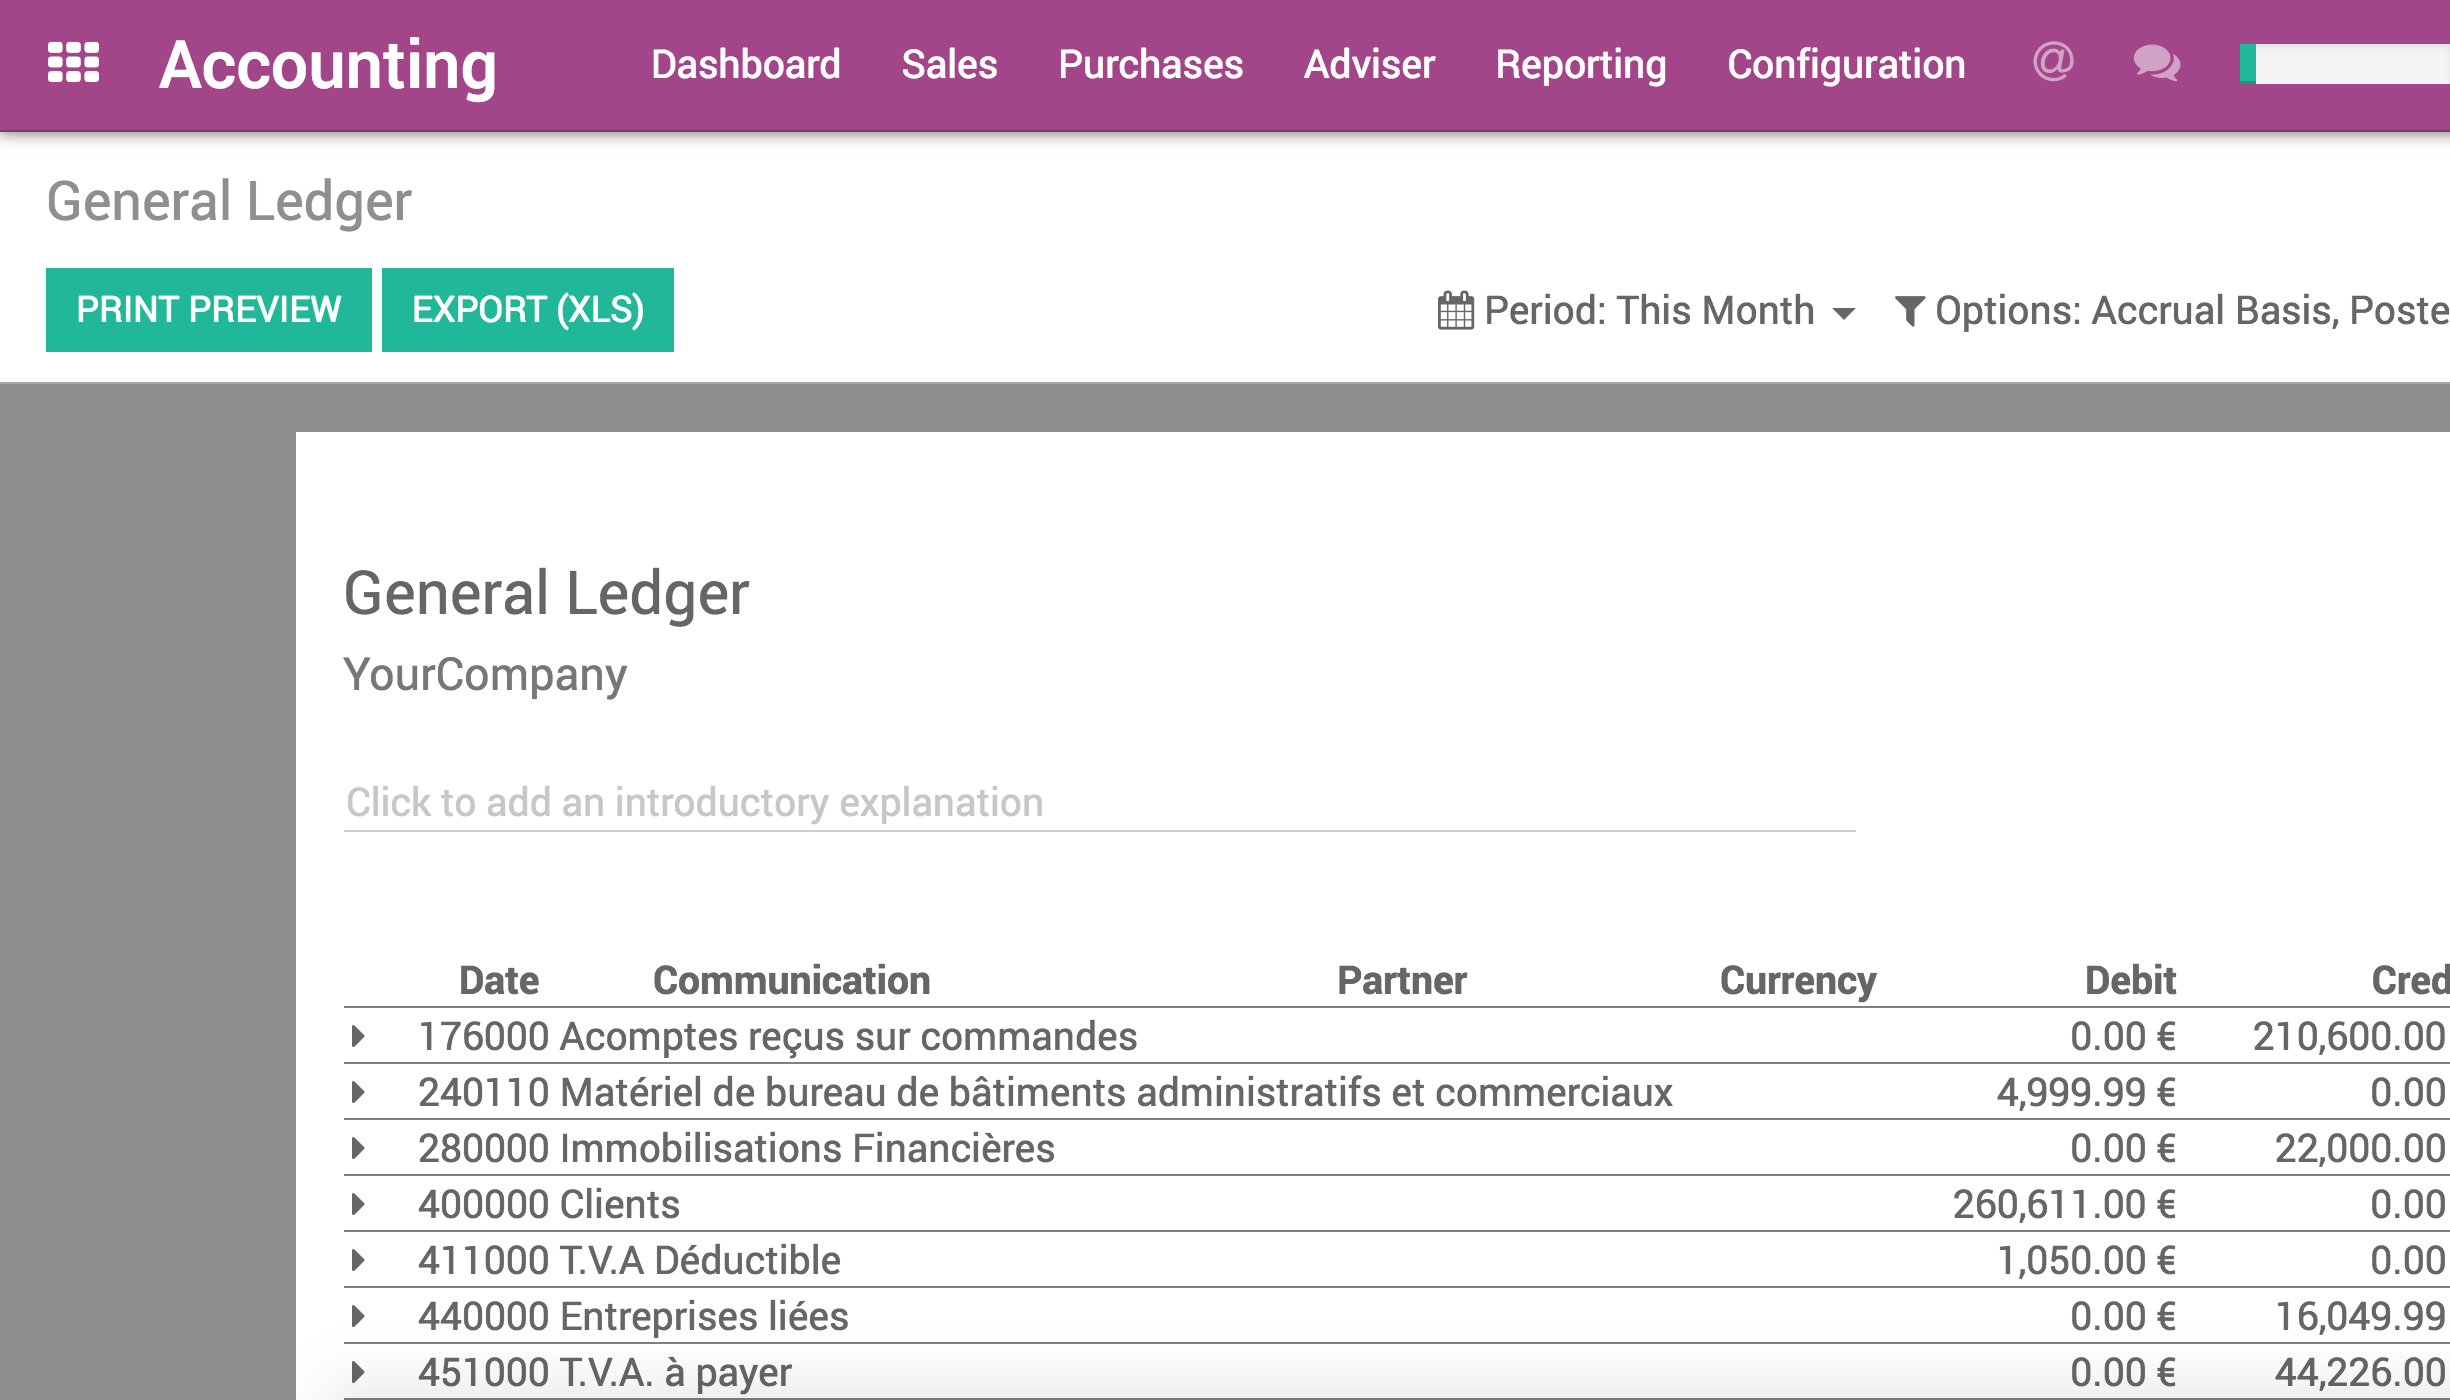 Accounting Dashboard Sales Purchases Adviser Reporting Configuration @
General Ledger
PRINT PREVIEW EXPORT (XLS) Period: This Month Options: Accrual Basis, Poste
General Ledger
YourCompany
Click to add an introductory explanation
Date Communication Partner Currency Debit Cred
176000 Acomptes reçus sur commandes 0.00 € 210,600.00
240110 Matériel de bureau de bâtiments administratifs et commerciaux 4,999.99 € 0.00
280000 Immobilisations Financières 0.00 € 22,000.00
400000 Clients 260,611.00 € 0.00
411000 T.V.A Déductible 1,050.00 € 0.00
440000 Entreprises liées 0.00 € 16,049.99
451000 T.V.A. à payer 0.00 € 44,226.00